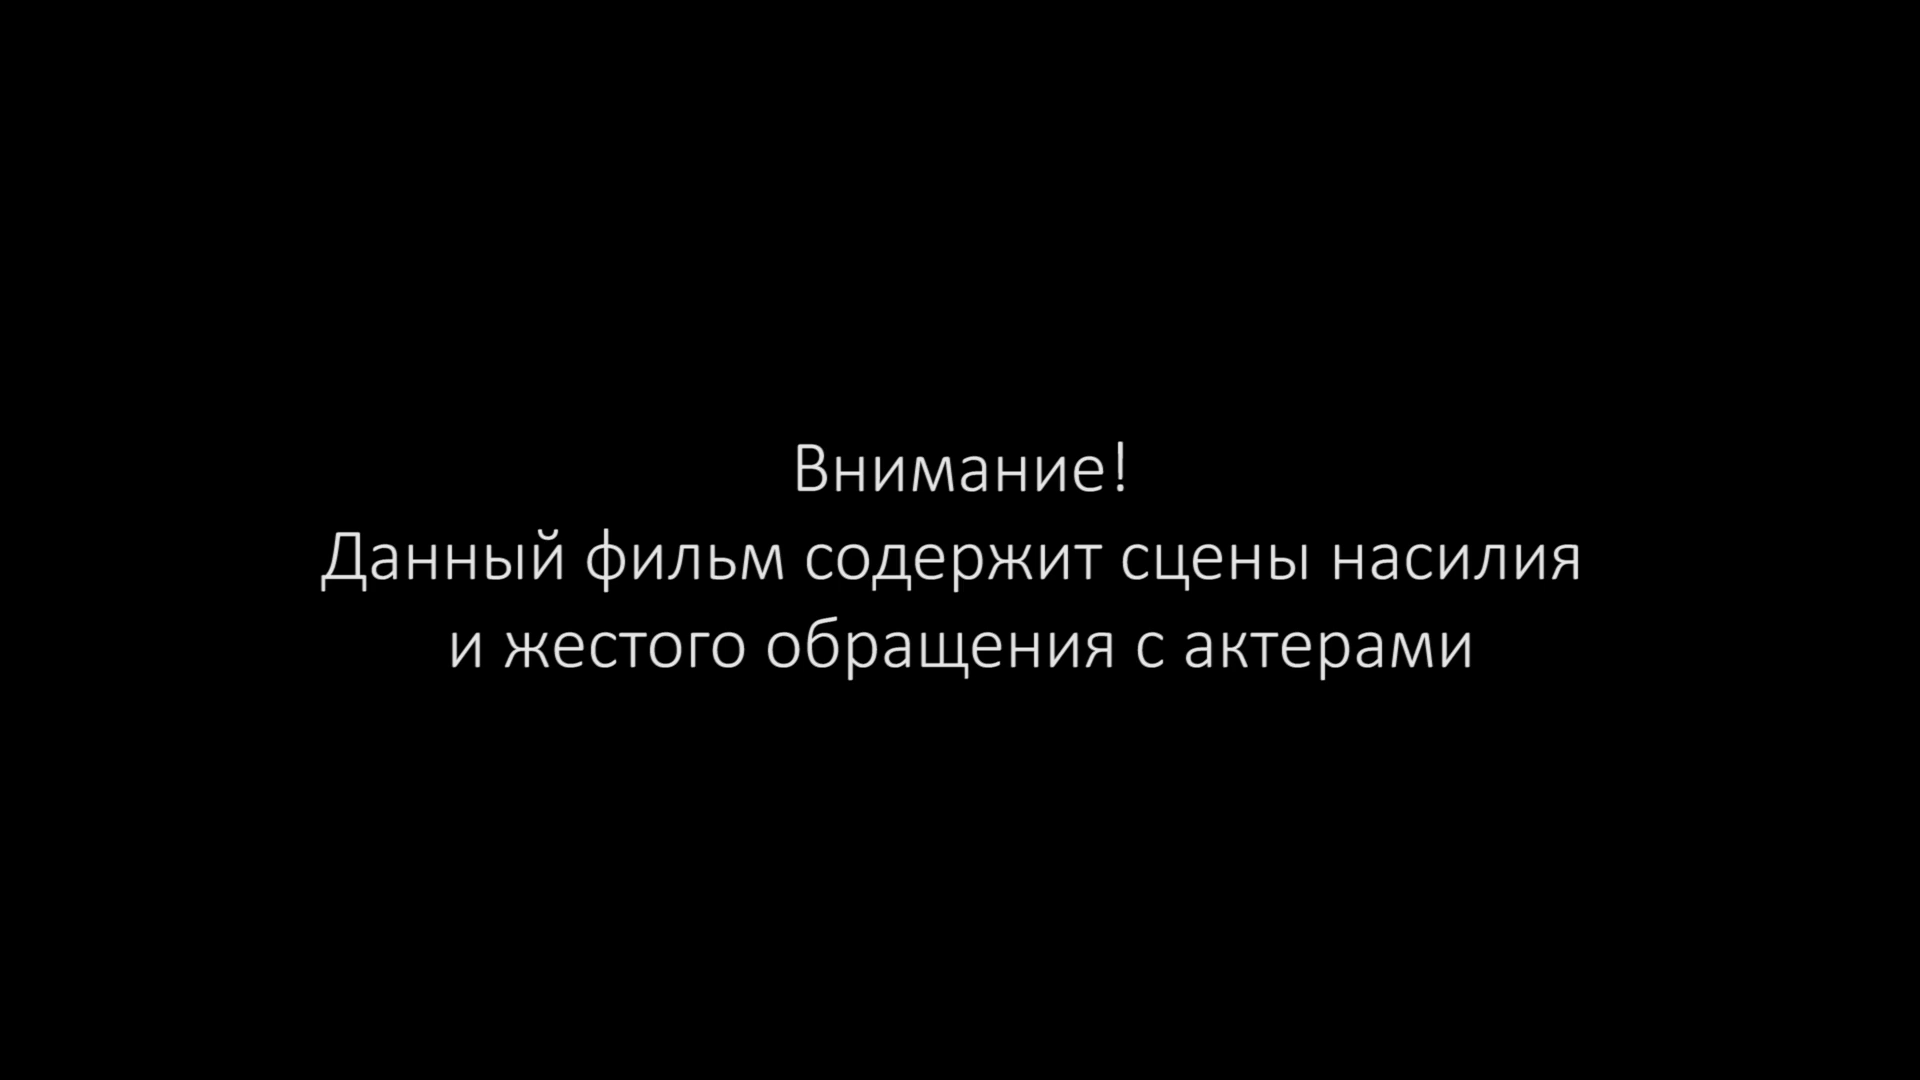 Внимание!
Данный фильм содержит сцены насилия
и жестого обращения с актерами